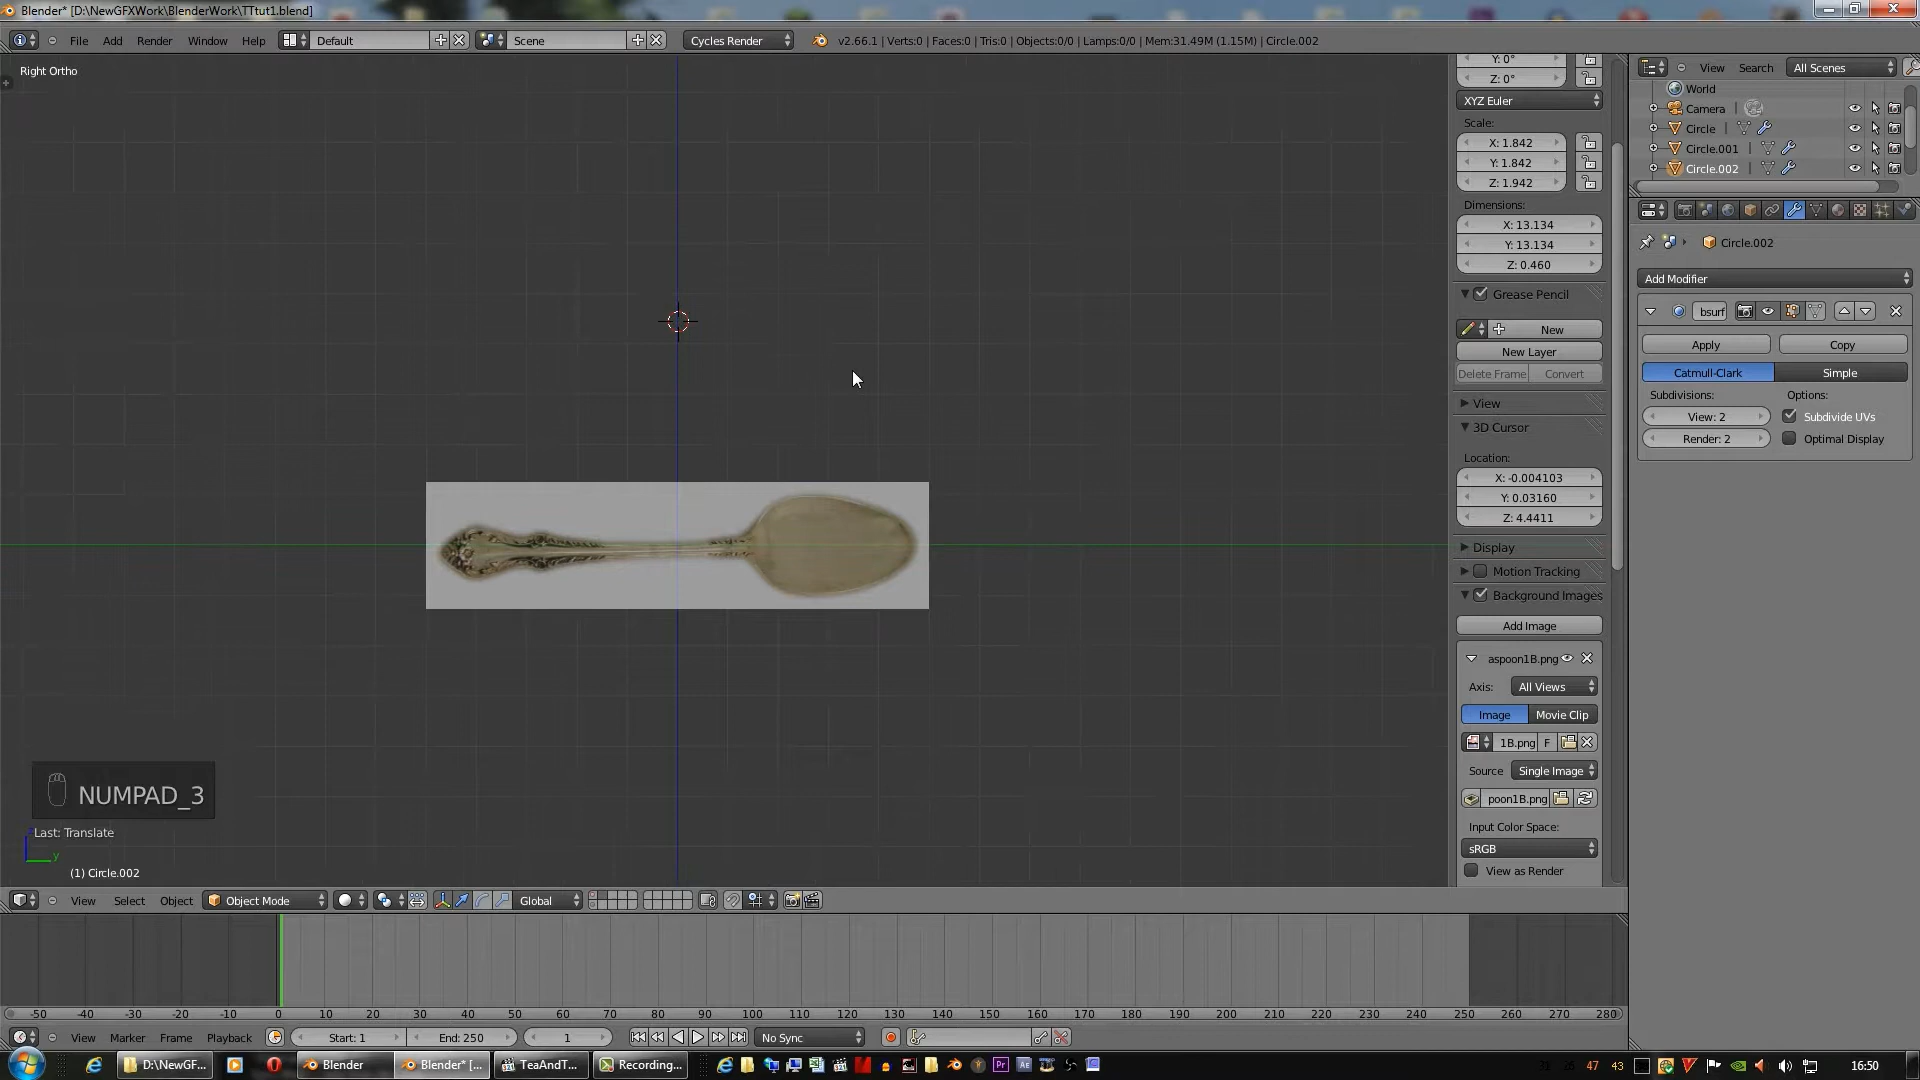 Blender* [D:\NewGFXWork\BlenderWork\TTtut1.blend]
File Add Render Window Help Default Scene Cycles Render v2.66.1 | Verts:0 | Faces:0 | Tris:0 | Objects:0/0 | Lamps:0/0 | Mem:31.49M (1.15M) | Circle.002
Right Ortho
Y: 0°
Z: 0°
XYZ Euler
Scale:
X: 1.842
Y: 1.842
Z: 1.942
Dimensions:
X: 13.134
Y: 13.134
Z: 0.460
Grease Pencil
New
New Layer
Delete Frame Convert
View
3D Cursor
Location:
X: -0.004103
Y: 0.03160
Z: 4.4411
Display
Motion Tracking
Background Images
Add Image
aspoon1B.png
Axis: All Views
Image Movie Clip
1B.png F
Source Single Image
poon1B.png
Input Color Space:
sRGB
View as Render
View Search All Scenes
World
Camera
Circle
Circle.001
Circle.002
Circle.002
Add Modifier
bsurf
Apply Copy
Catmull-Clark Simple
Subdivisions: Options:
View: 2 Subdivide UVs
Render: 2 Optimal Display
NUMPAD_3
Last: Translate
y
(1) Circle.002
View Select Object Object Mode Global
-50 -40 -30 -20 -10 0 10 20 30 40 50 60 70 80 90 100 110 120 130 140 150 160 170 180 190 200 210 220 230 240 250 260 270 280
View Marker Frame Playback Start: 1 End: 250 1 No Sync
D:\NewGF... Blender Blender* [... TeaAndT... Recording... 47 43 16:50